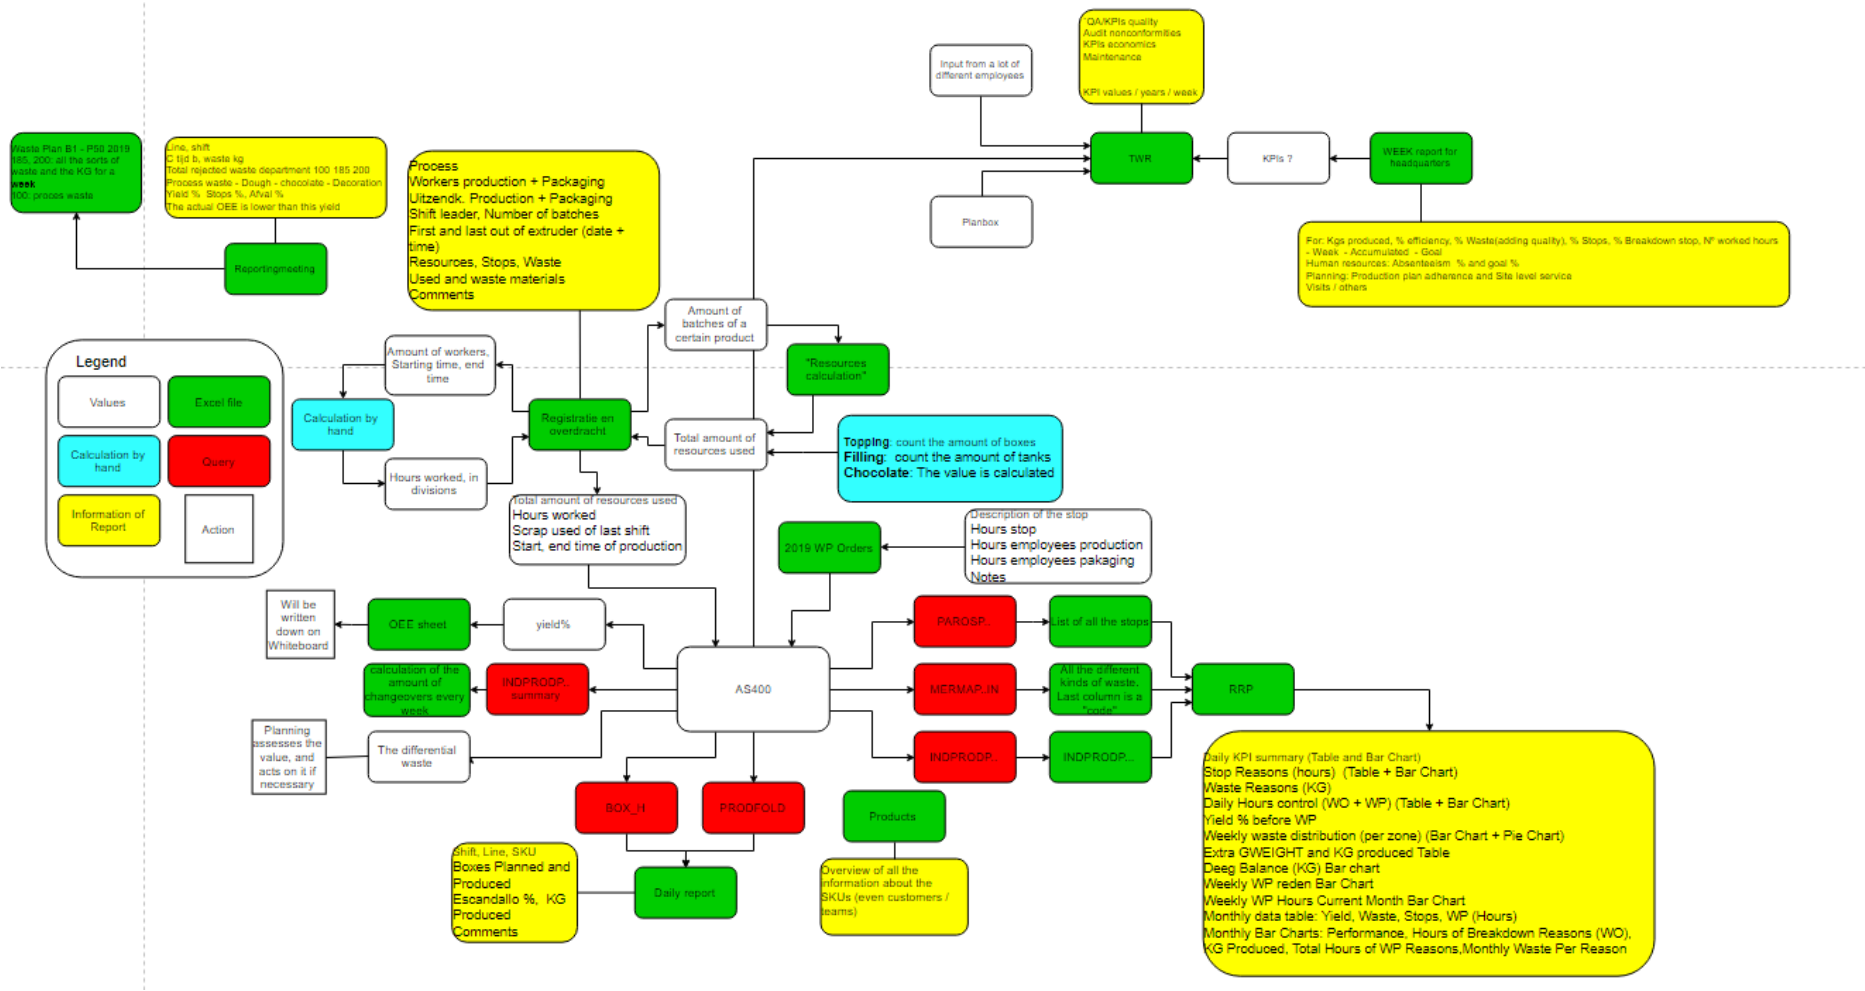 `QA/KPIs quality
Audit nonconformities
KPIs economics
Maintenance
KPI values / years / week
Input from a lot of
different employees
TWR
KPIs ?
WEEK report for
headquarters
Planbox
For: Kgs produced, % efficiency, % Waste(adding quality), % Stops, % Breakdown stop, Nº worked hours
- Week - Accumulated - Goal
Human resources: Absenteeism % and goal %
Planning: Production plan adherence and Site level service
Visits / others
Waste Plan B1 - P50 2019
185, 200: all the sorts of
waste and the KG for a
week
100: proces waste
Line, shift
C tijd b, waste kg
Total rejected waste department 100 185 200
Process waste - Dough - chocolate - Decoration
Yield % Stops %, Afval %
The actual OEE is lower than this yield
Reportingmeeting
Process
Workers production + Packaging
Uitzendk. Production + Packaging
Shift leader, Number of batches
First and last out of extruder (date +
time)
Resources, Stops, Waste
Used and waste materials
Comments
Amount of
batches of a
certain product
"Resources
calculation"
Legend
Values
Excel file
Calculation by
hand
Query
Information of
Report
Action
Amount of workers,
Starting time, end
time
Calculation by
hand
Hours worked, in
divisions
Registratie en
overdracht
Total amount of
resources used
Topping: count the amount of boxes
Filling: count the amount of tanks
Chocolate: The value is calculated
Total amount of resources used
Hours worked
Scrap used of last shift
Start, end time of production
2019 WP Orders
Description of the stop
Hours stop
Hours employees production
Hours employees pakaging
Notes
Will be
written
down on
Whiteboard
OEE sheet
yield%
calculation of the
amount of
changeovers every
week
INDPRODP..
summary
Planning
assesses the
value, and
acts on it if
necessary
The differential
waste
AS400
PAROSP..
List of all the stops
MERMAP..IN
All the different
kinds of waste.
Last column is a
"code"
INDPRODP..
INDPRODP...
RRP
BOX_H
PRODFOLD
Daily report
Shift, Line, SKU
Boxes Planned and
Produced
Escandallo %, KG
Produced
Comments
Products
Overview of all the
information about the
SKUs (even customers /
teams)
Daily KPI summary (Table and Bar Chart)
Stop Reasons (hours) (Table + Bar Chart)
Waste Reasons (KG)
Daily Hours control (WO + WP) (Table + Bar Chart)
Yield % before WP
Weekly waste distribution (per zone) (Bar Chart + Pie Chart)
Extra GWEIGHT and KG produced Table
Deeg Balance (KG) Bar chart
Weekly WP reden Bar Chart
Weekly WP Hours Current Month Bar Chart
Monthly data table: Yield, Waste, Stops, WP (Hours)
Monthly Bar Charts: Performance, Hours of Breakdown Reasons (WO),
KG Produced, Total Hours of WP Reasons,Monthly Waste Per Reason